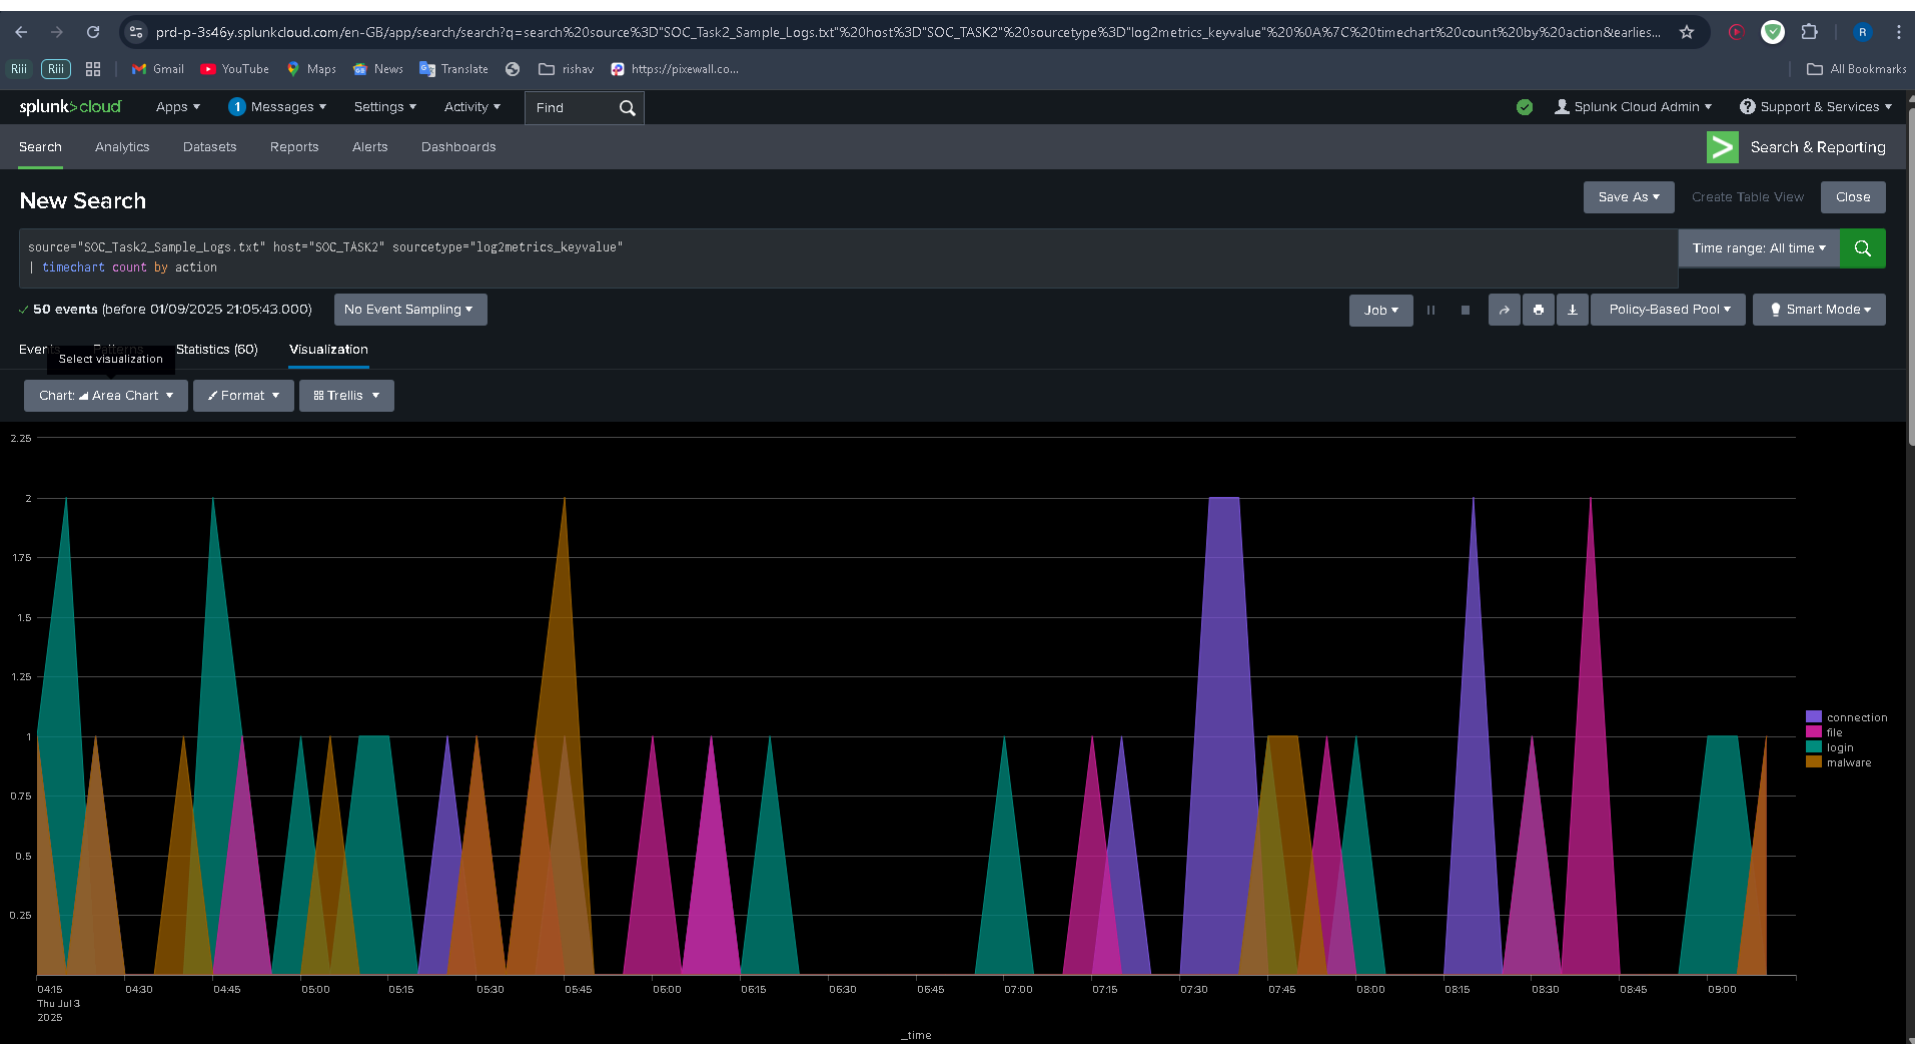 prd-p-3s46y.splunkcloud.com/en-GB/app/search/search?q=search%20source%3D"SOC_Task2_Sample_Logs.txt"%20host%3D"SOC_TASK2"%20sourcetype%3D"log2metrics_keyvalue"%20%0A%7C%20timechart%20count%20by%20action&earlies...
R
Riii Riii Gmail YouTube Maps News Translate rishav https://pixewall.co... All Bookmarks
splunk>cloud Apps 1 Messages Settings Activity Find Splunk Cloud Admin ? Support & Services
Search Analytics Datasets Reports Alerts Dashboards Search & Reporting
New Search Save As Create Table View Close
source="SOC_Task2_Sample_Logs.txt" host="SOC_TASK2" sourcetype="log2metrics_keyvalue"
| timechart count by action
Time range: All time
✓ 50 events (before 01/09/2025 21:05:43.000) No Event Sampling Job Policy-Based Pool Smart Mode
Events Patterns Statistics (60) Visualization
Select visualization
Chart: Area Chart Format Trellis
2.25
2
1.75
1.5
1.25
1
0.75
0.5
0.25
connection
file
login
malware
04:15 04:30 04:45 05:00 05:15 05:30 05:45 06:00 06:15 06:30 06:45 07:00 07:15 07:30 07:45 08:00 08:15 08:30 08:45 09:00
Thu Jul 3
2025
_time